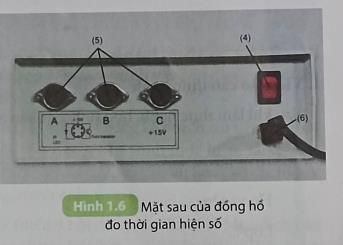 (5)
(4)
A B C
+15V
(6)
Hình 1.6 Mặt sau của đồng hồ
đo thời gian hiện số